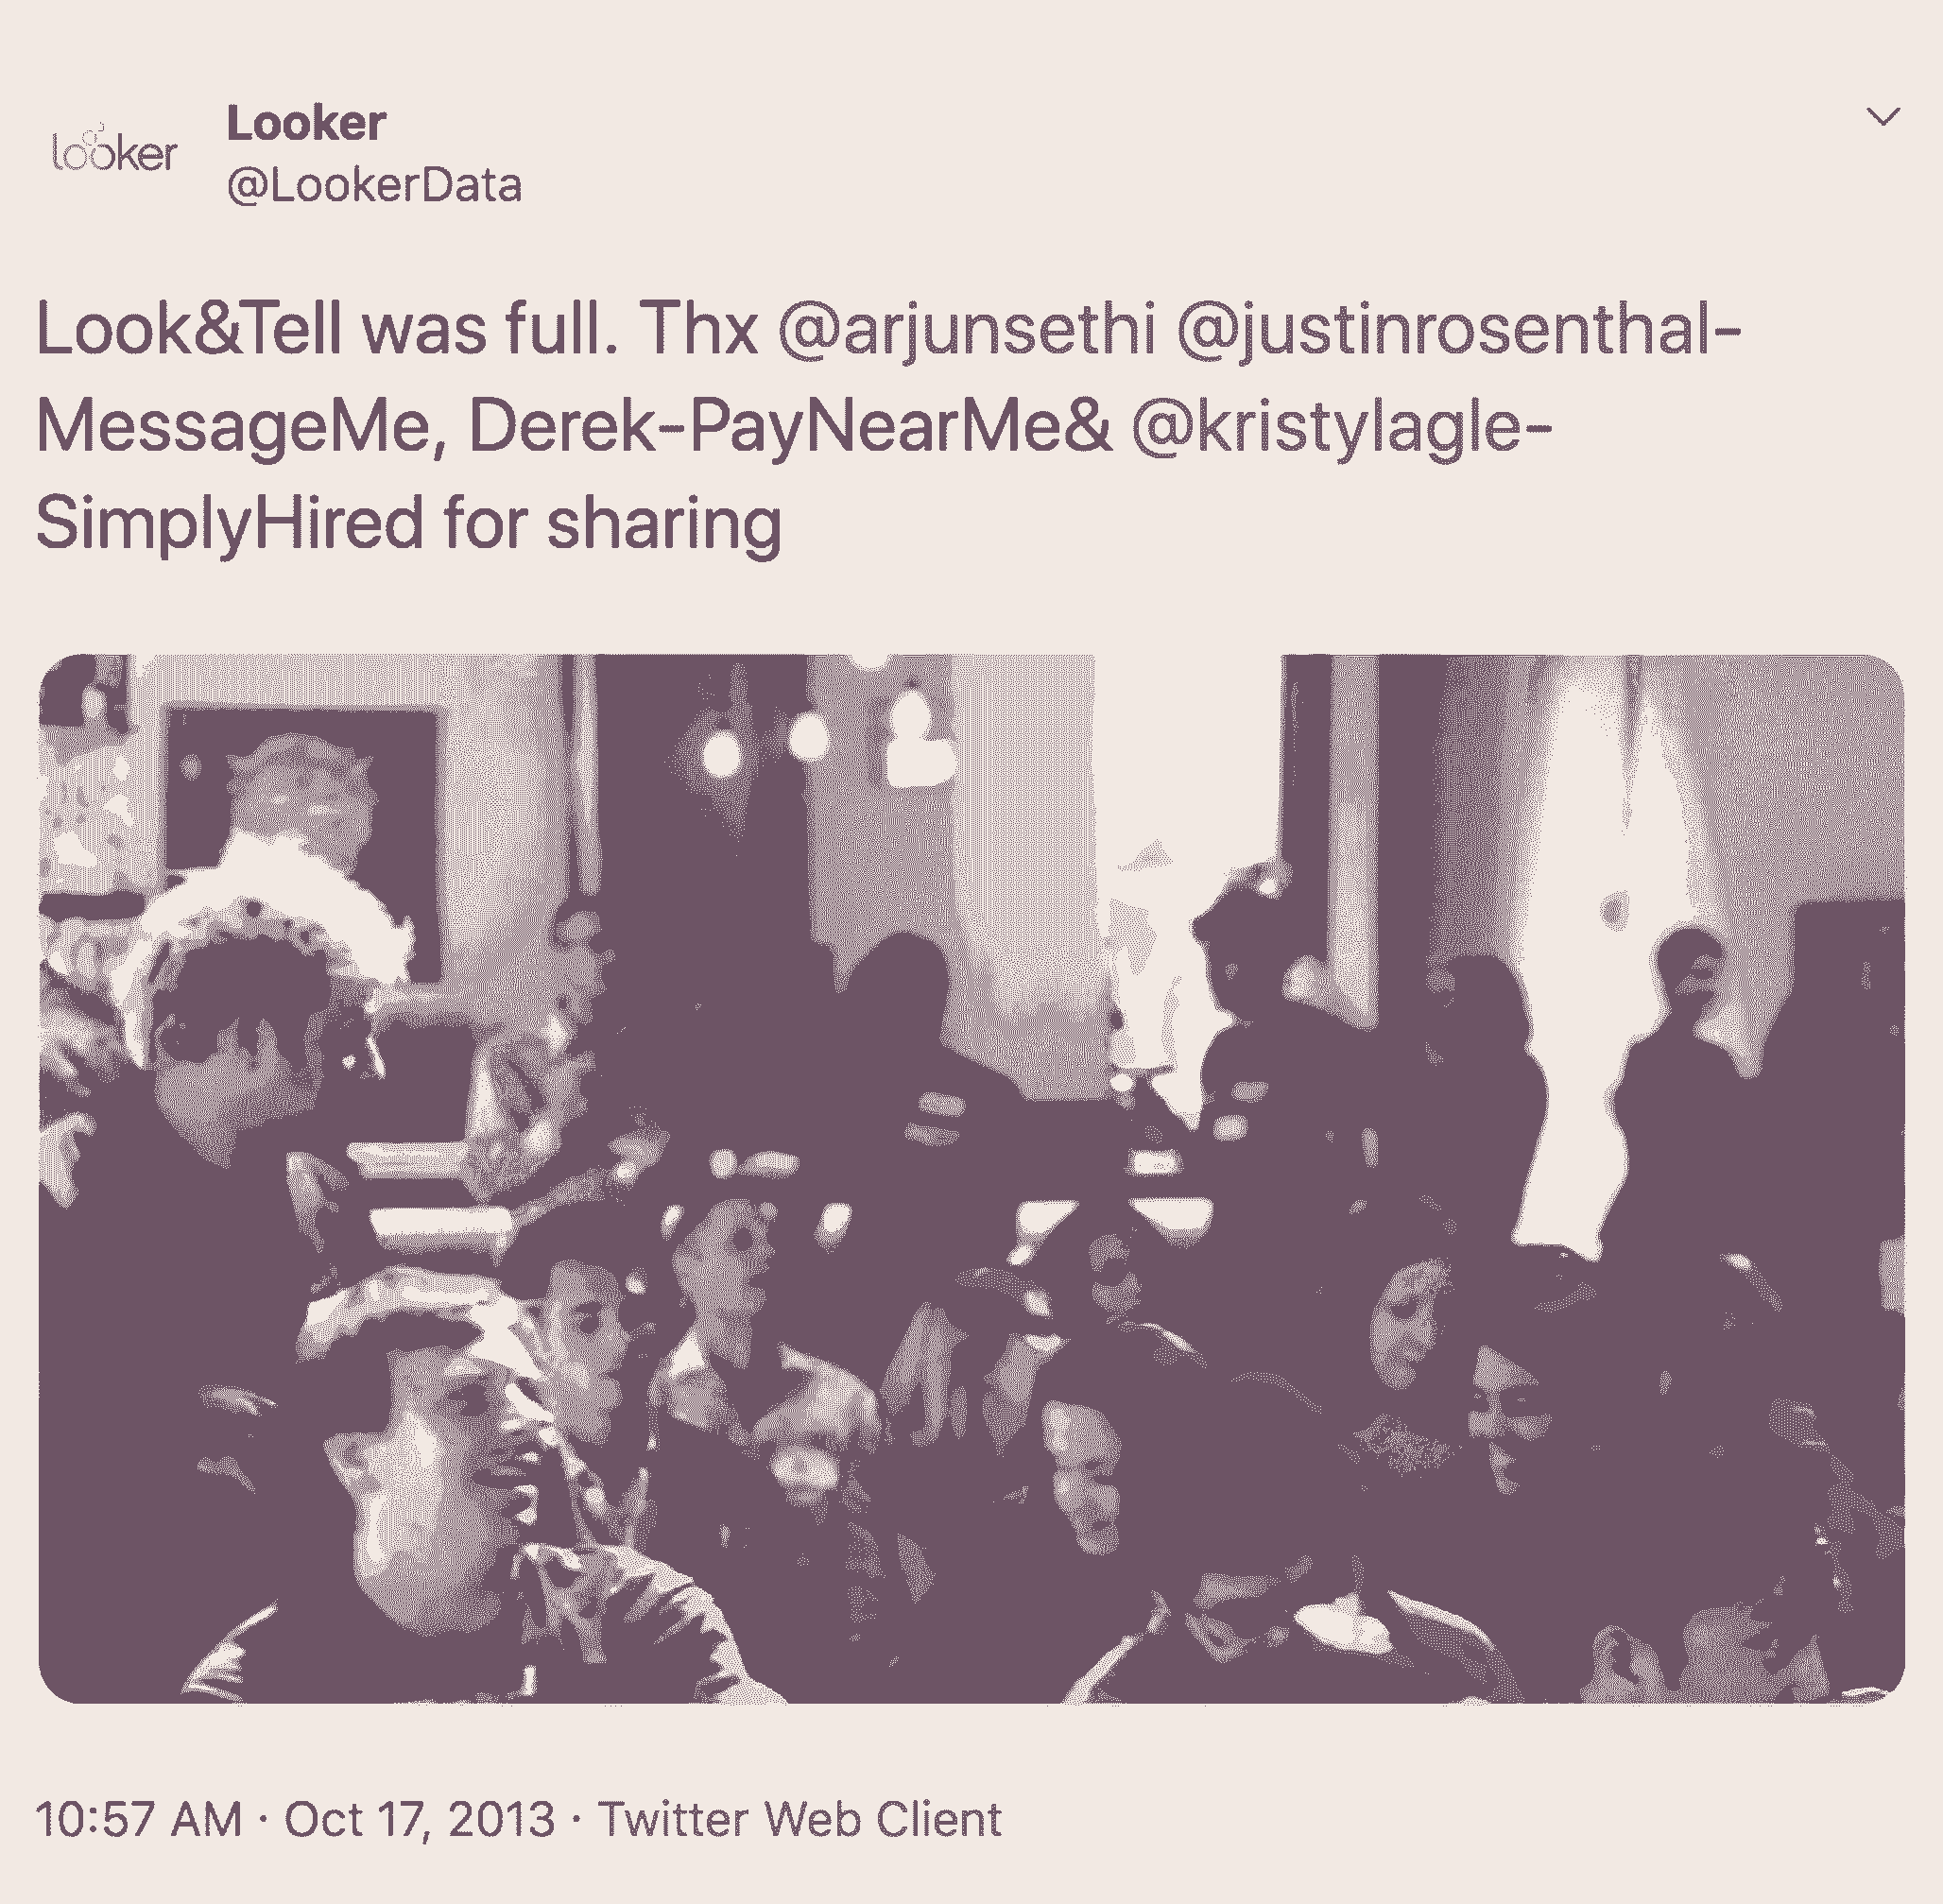 looker
Looker
@LookerData
Look&Tell was full. Thx @arjunsethi @justinrosenthal-
MessageMe, Derek-PayNearMe& @kristylagle-
SimplyHired for sharing
10:57 AM · Oct 17, 2013 · Twitter Web Client